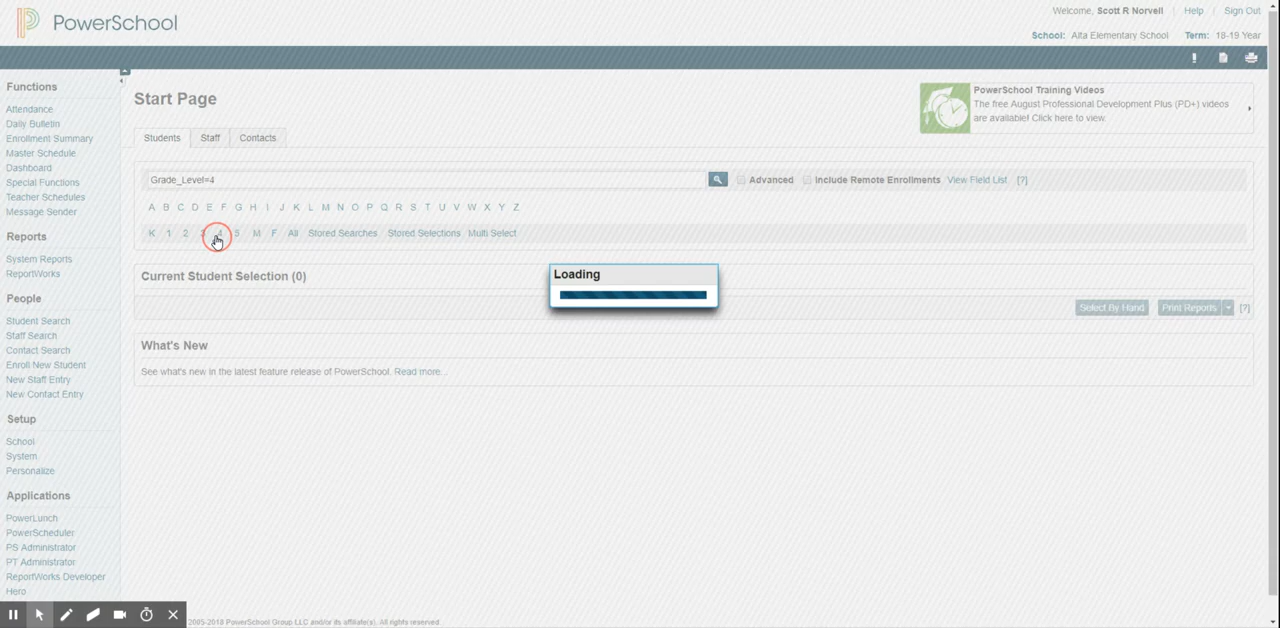 PowerSchool
Welcome, Scott R Norvell | Help | Sign Out
School: Alta Elementary School Term: 18-19 Year
Functions
Attendance
Daily Bulletin
Enrollment Summary
Master Schedule
Dashboard
Special Functions
Teacher Schedules
Message Sender
Reports
System Reports
ReportWorks
People
Student Search
Staff Search
Contact Search
Enroll New Student
New Staff Entry
New Contact Entry
Setup
School
System
Personalize
Applications
PowerLunch
PowerScheduler
PS Administrator
PT Administrator
ReportWorks Developer
Hero
Start Page
PowerSchool Training Videos
The free August Professional Development Plus (PD+) videos
are available! Click here to view.
Students Staff Contacts
Grade_Level=4 Advanced Include Remote Enrollments View Field List [?]
A B C D E F G H I J K L M N O P Q R S T U V W X Y Z
K 1 2 3 4 5 M F All Stored Searches Stored Selections Multi Select
Current Student Selection (0)
Loading
Select By Hand Print Reports [?]
What's New
See what's new in the latest feature release of PowerSchool. Read more...
2005-2018 PowerSchool Group LLC and/or its affiliate(s). All rights reserved.